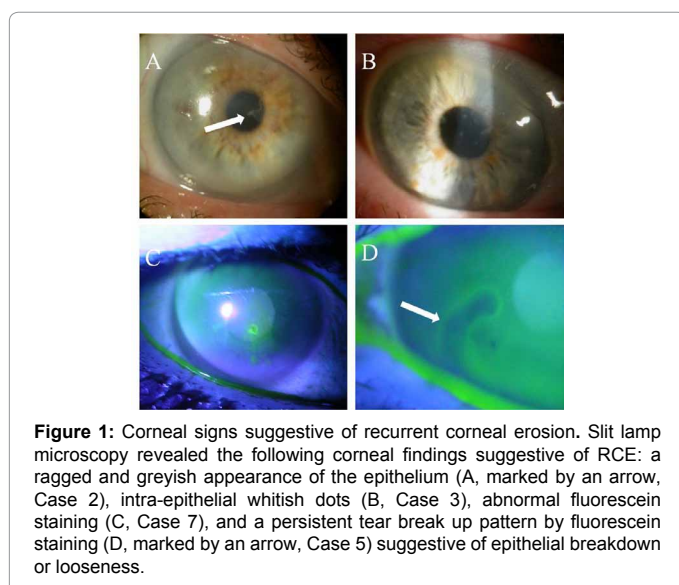 A
B
C
D
Figure 1: Corneal signs suggestive of recurrent corneal erosion. Slit lamp
microscopy revealed the following corneal findings suggestive of RCE: a
ragged and greyish appearance of the epithelium (A, marked by an arrow,
Case 2), intra-epithelial whitish dots (B, Case 3), abnormal fluorescein
staining (C, Case 7), and a persistent tear break up pattern by fluorescein
staining (D, marked by an arrow, Case 5) suggestive of epithelial breakdown
or looseness.